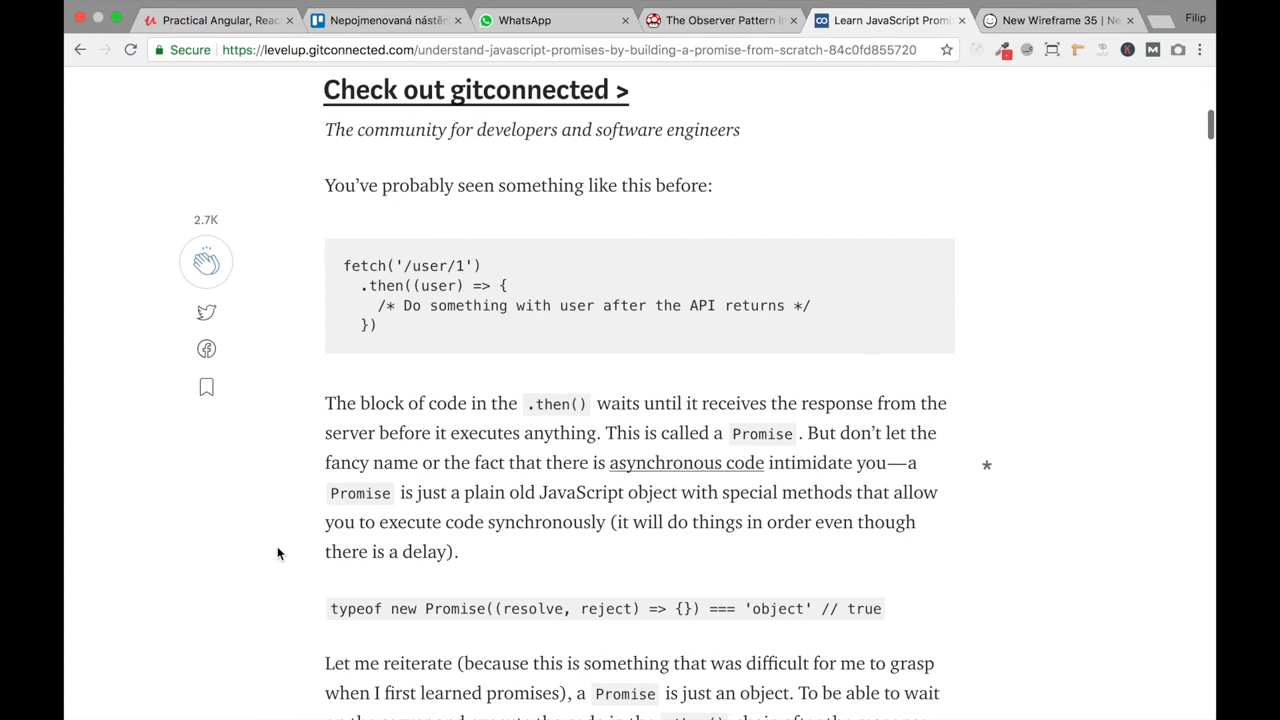 Practical Angular, Reac
Nepojmenovaná nástěn
WhatsApp
The Observer Pattern in
Learn JavaScript Promi
New Wireframe 35 | Ne
Filip
Secure
https://levelup.gitconnected.com/understand-javascript-promises-by-building-a-promise-from-scratch-84c0fd855720
Check out gitconnected >
The community for developers and software engineers
You’ve probably seen something like this before:
2.7K
fetch('/user/1')
.then((user) => {
/* Do something with user after the API returns */
})
The block of code in the .then() waits until it receives the response from the
server before it executes anything. This is called a Promise. But don’t let the
fancy name or the fact that there is asynchronous code intimidate you—a
Promise is just a plain old JavaScript object with special methods that allow
you to execute code synchronously (it will do things in order even though
there is a delay).
*
typeof new Promise((resolve, reject) => {}) === 'object' // true
Let me reiterate (because this is something that was difficult for me to grasp
when I first learned promises), a Promise is just an object. To be able to wait